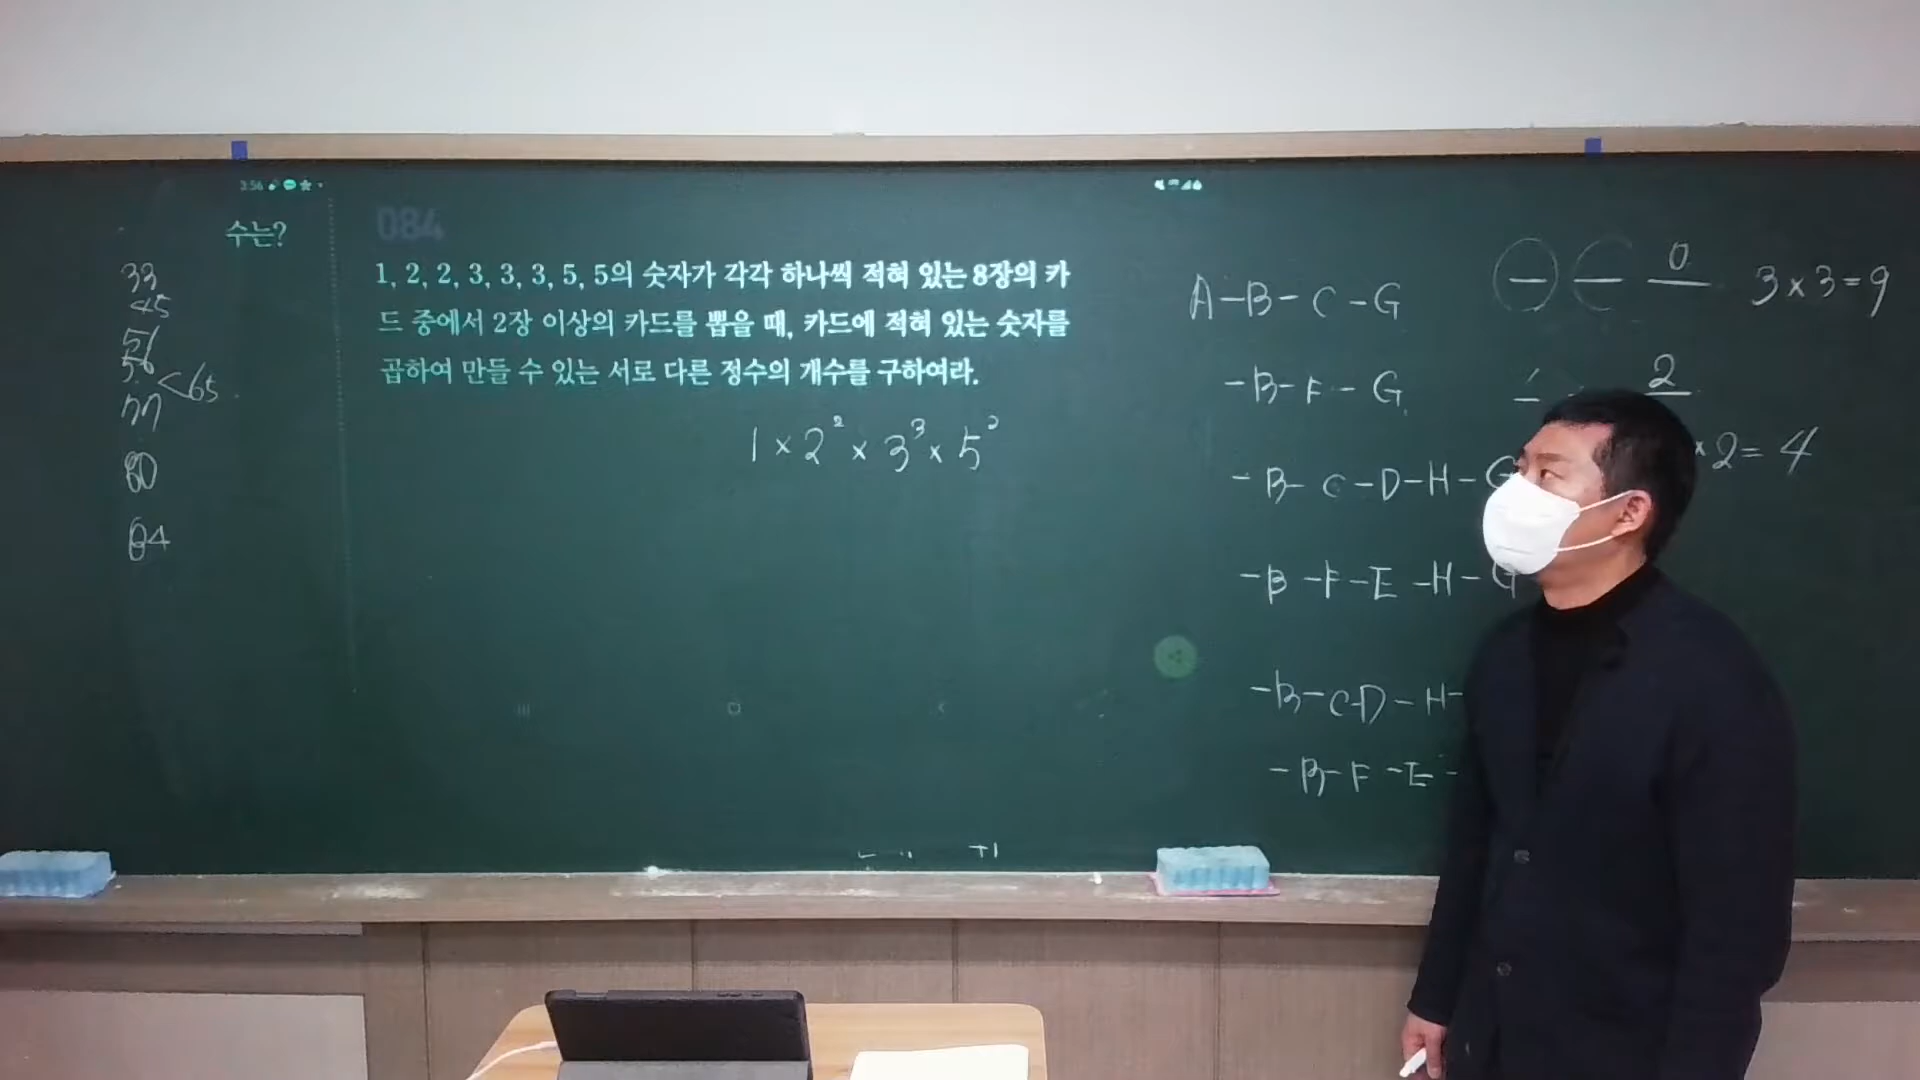 3:56
수는?
084
1, 2, 2, 3, 3, 3, 5, 5의 숫자가 각각 하나씩 적혀 있는 8장의 카
드 중에서 2장 이상의 카드를 뽑을 때, 카드에 적혀 있는 숫자를
곱하여 만들 수 있는 서로 다른 정수의 개수를 구하여라.
1 × 2² × 3³ × 5²
33
45
51
56
<65
77
80
84
A-B-C-G
-B-F-G
-B-C-D-H-G
-B-F-E-H-G
-B-CD-H-
-B-F-E-
0
3×3=9
2
×2=4